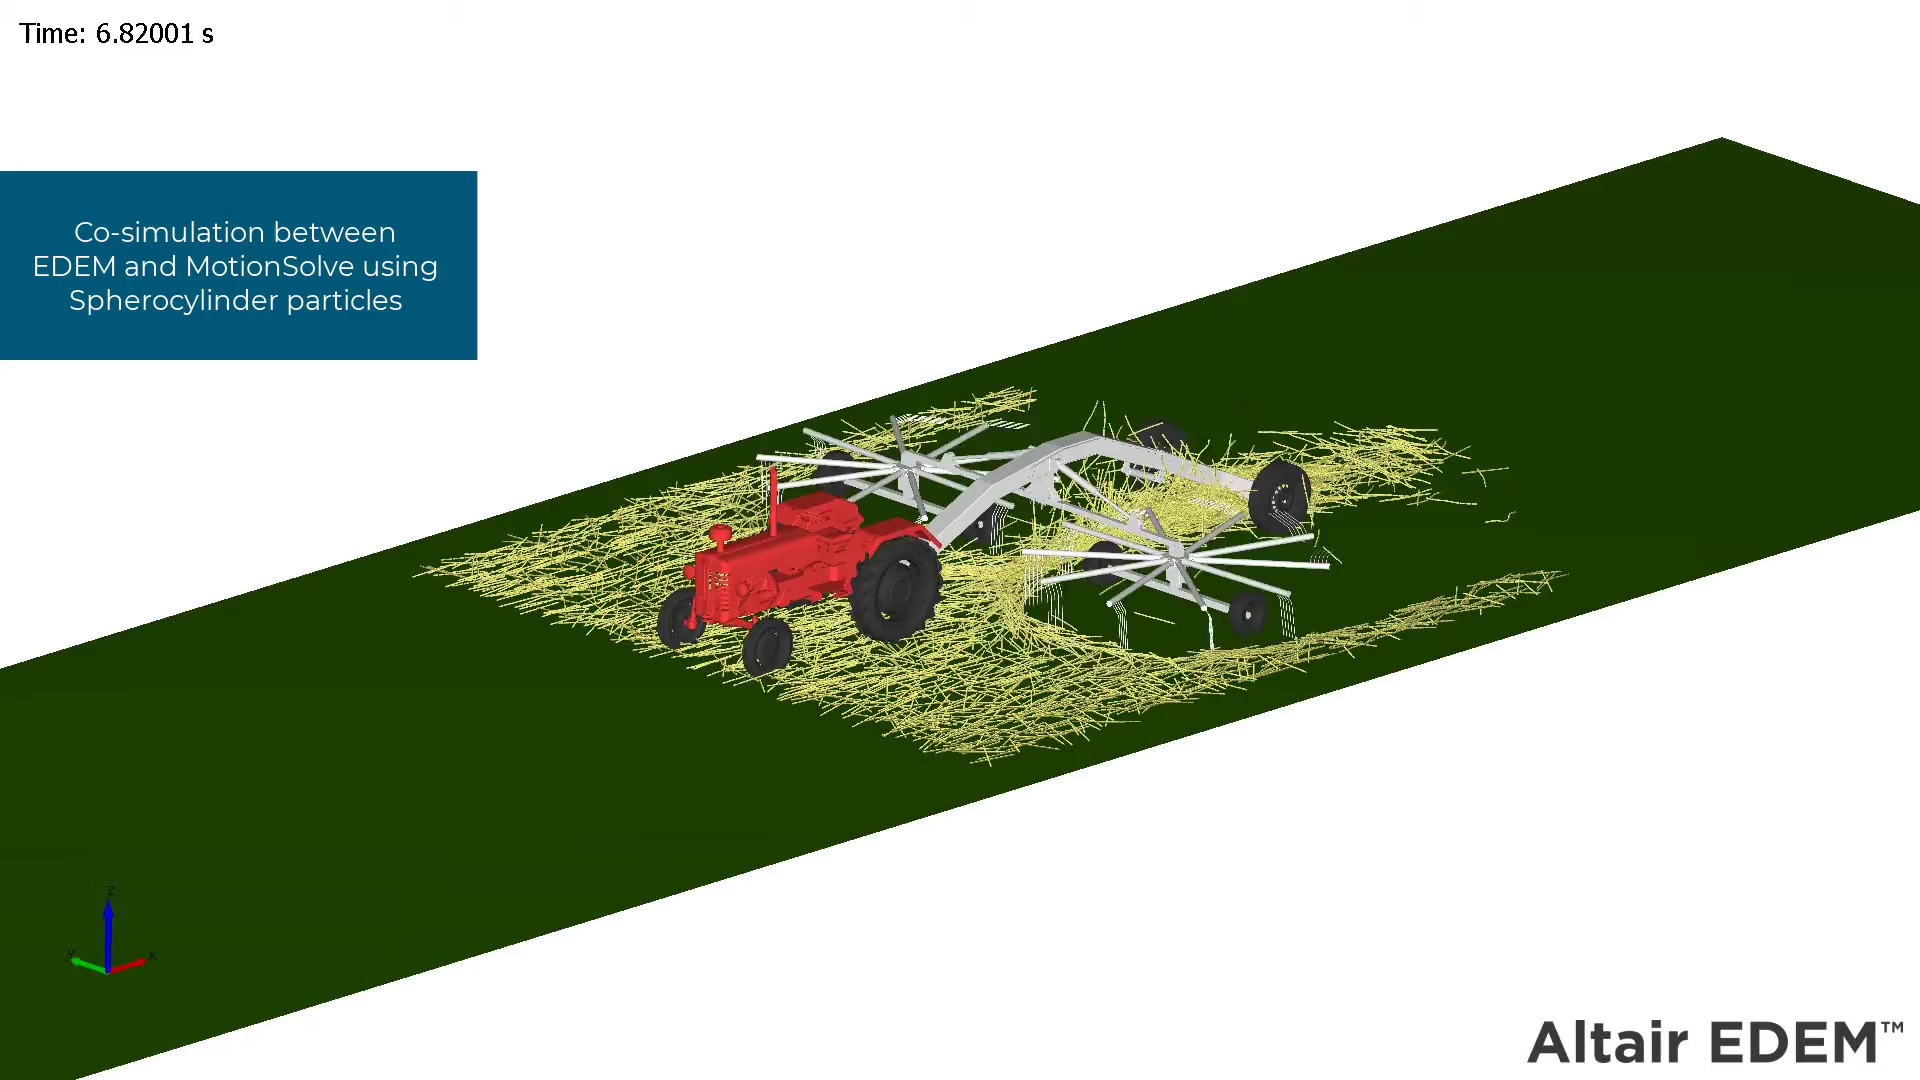 Time: 6.82001 s
Co-simulation between
EDEM and MotionSolve using
Spherocylinder particles
Z
Y
X
Altair EDEM™